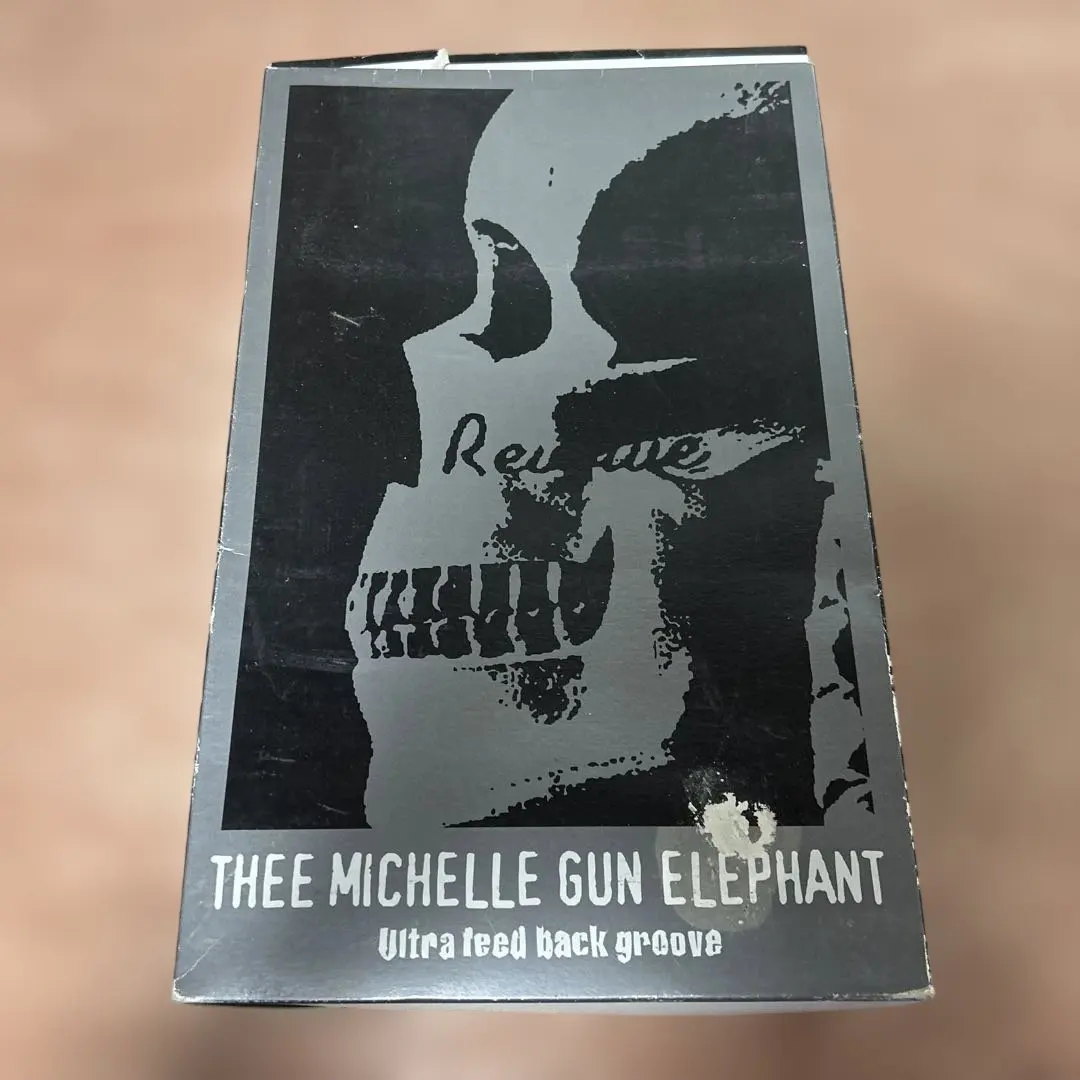 THEE MICHELLE GUN ELEPHANT
Ultra feed back groove